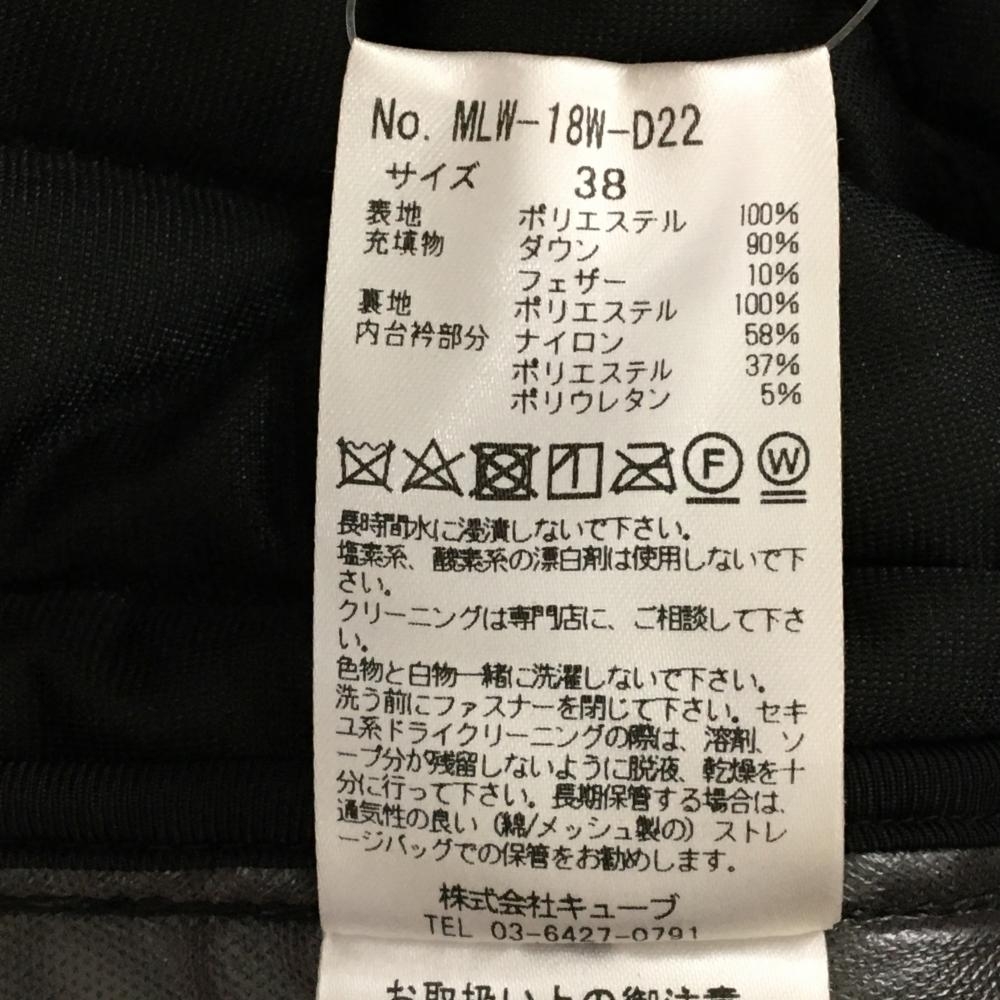 No. MLW-18W-D22
サイズ 38
表地 ポリエステル 100%
充填物 ダウン 90%
フェザー 10%
裏地 ポリエステル 100%
内台衿部分 ナイロン 58%
ポリエステル 37%
ポリウレタン 5%
F W
長時間水に浸漬しないで下さい。
塩素系、酸素系の漂白剤は使用しないで下
さい。
クリーニングは専門店に、ご相談して下さ
い。
色物と白物一緒に洗濯しないで下さい。
洗う前にファスナーを閉じて下さい。セキ
ユ系ドライクリーニングの際は、溶剤、ソ
ープ分が残留しないように脱液、乾燥を十
分に行って下さい。長期保管する場合は、
通気性の良い（綿/メッシュ製の）ストレ
ージバッグでの保管をお勧めします。
株式会社キューブ
TEL 03-6427-0791
お取扱い上の御注意